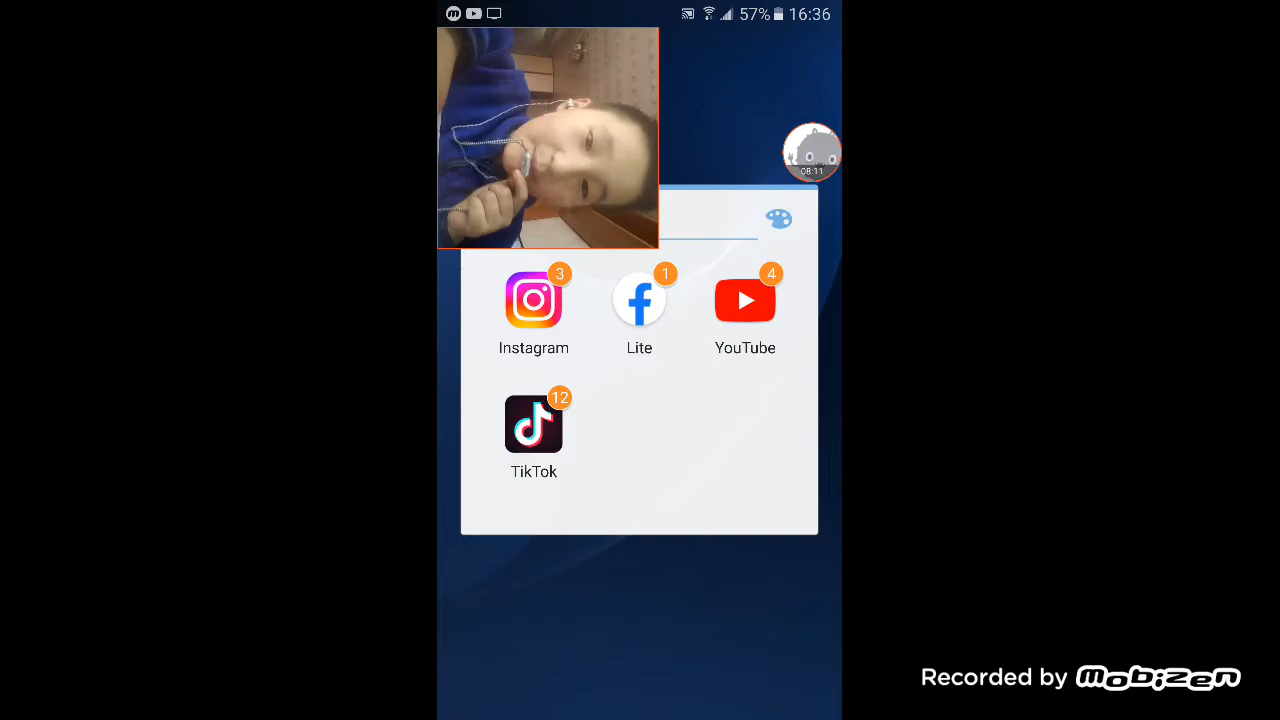 57% 16:36
08:11
3 1 4
Instagram Lite YouTube
12
TikTok
Recorded by mobizen